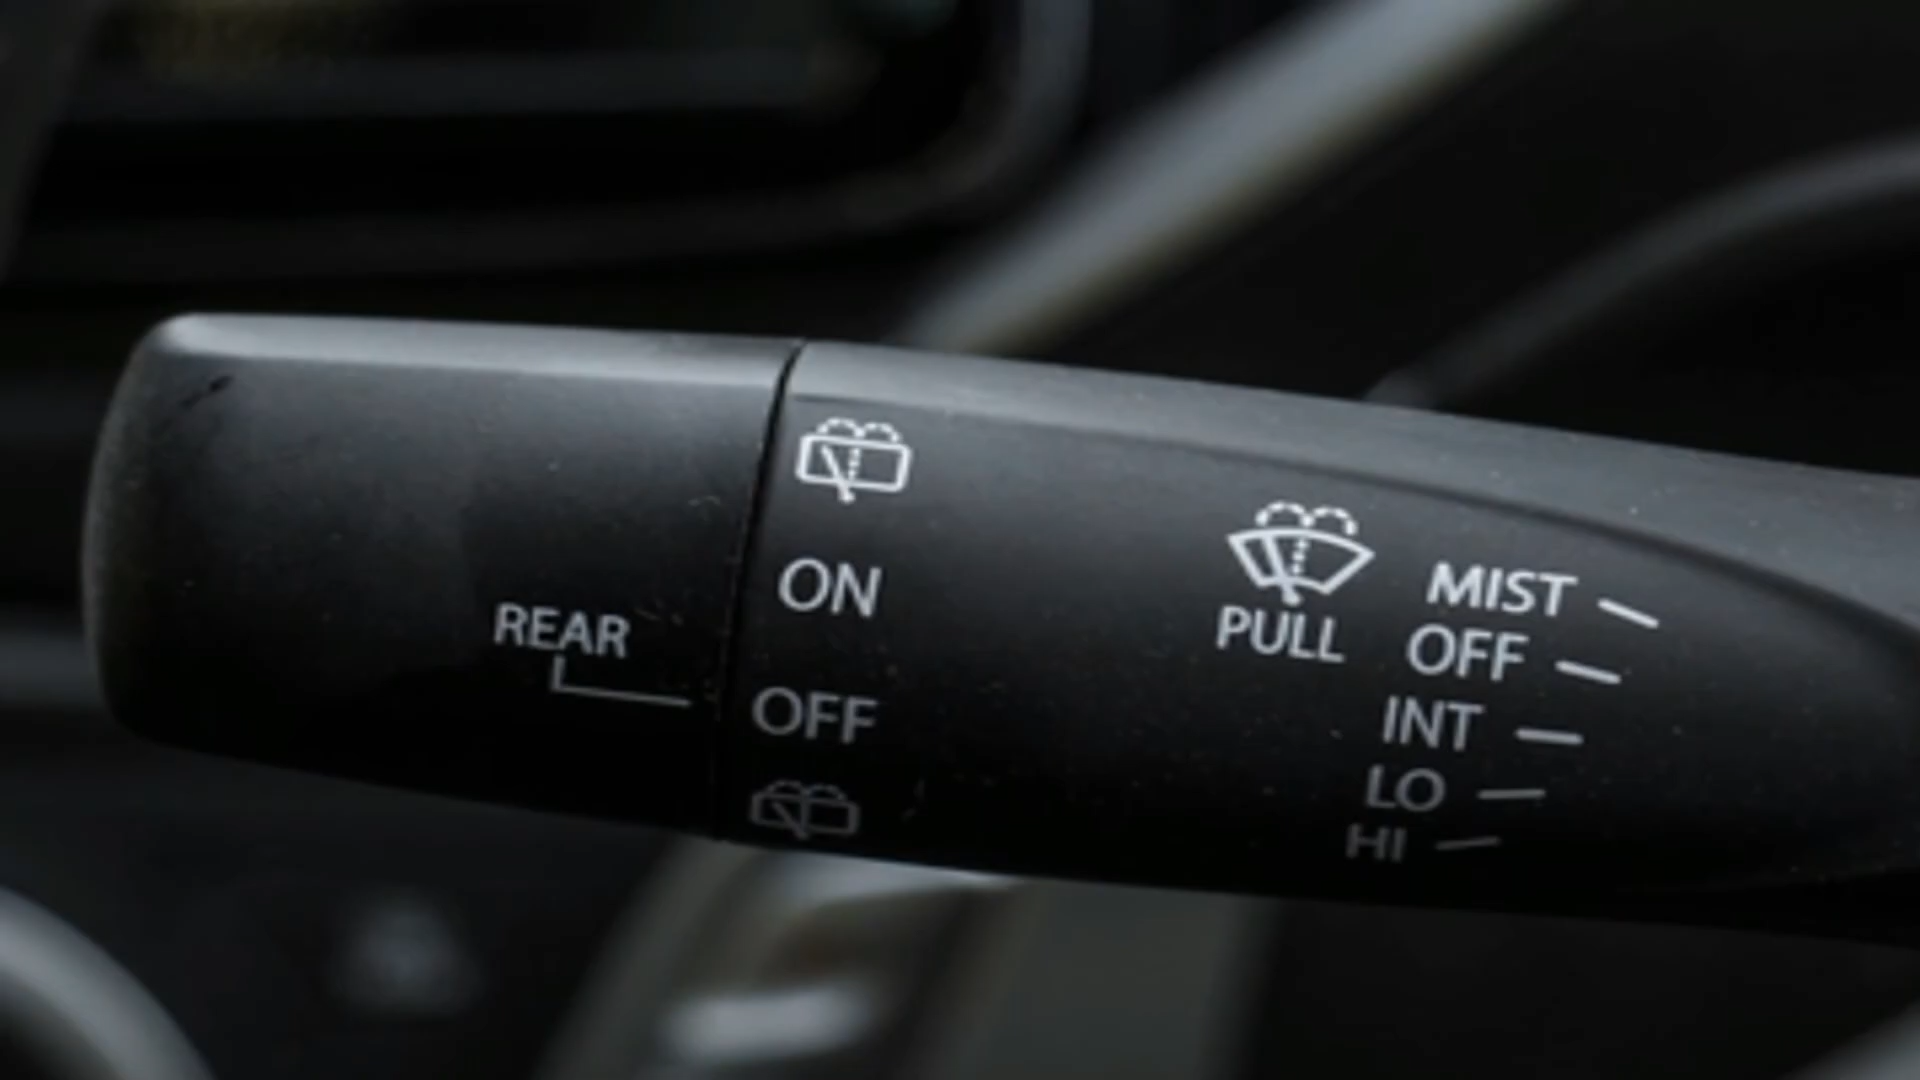 REAR
ON
OFF
PULL
MIST
OFF
INT
LO
HI